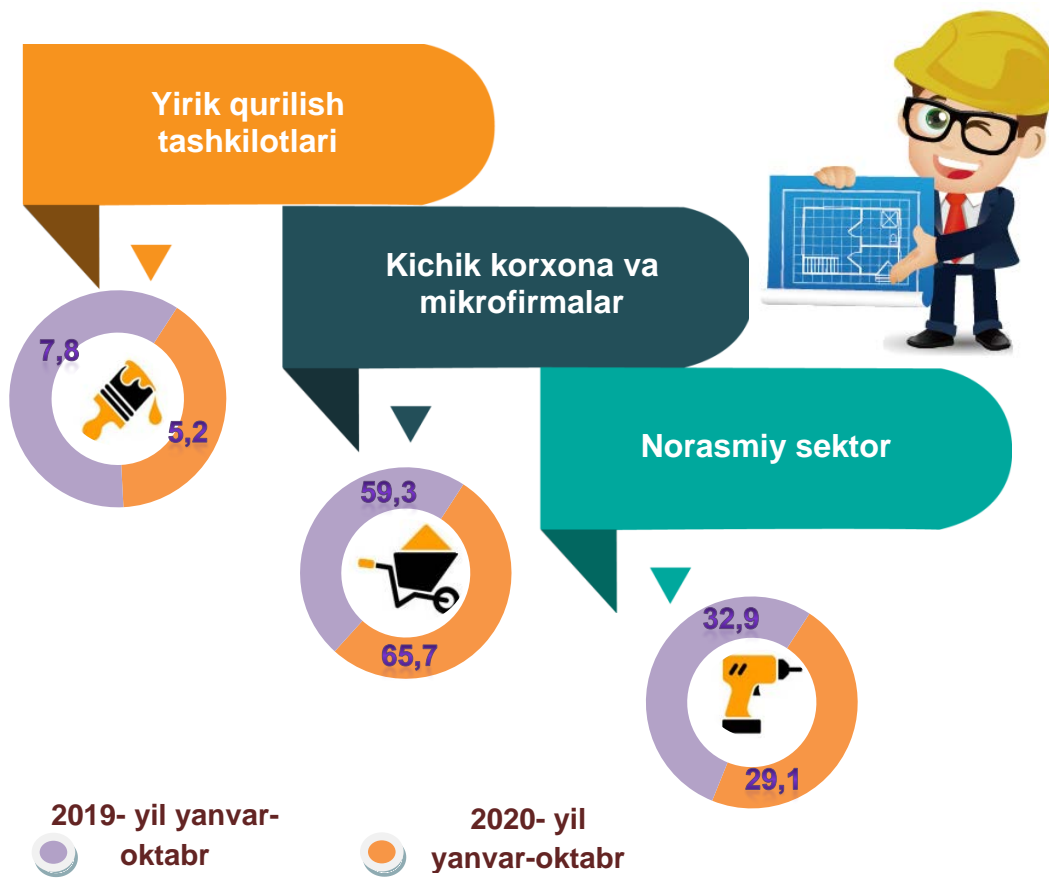 Yirik qurilish
tashkilotlari
Kichik korxona va
mikrofirmalar
Norasmiy sektor
7,8
5,2
59,3
65,7
32,9
29,1
2019- yil yanvar-
oktabr
2020- yil
yanvar-oktabr